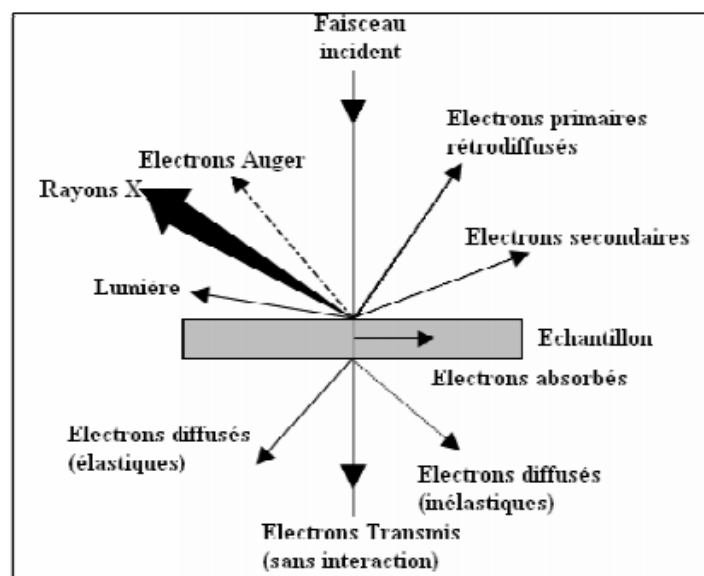 Faisceau
incident
Electrons primaires
rétrodiffusés
Electrons Auger
Rayons X
Electrons secondaires
Lumière
Echantillon
Electrons absorbés
Electrons diffusés
(élastiques)
Electrons diffusés
(inélastiques)
Electrons Transmis
(sans interaction)